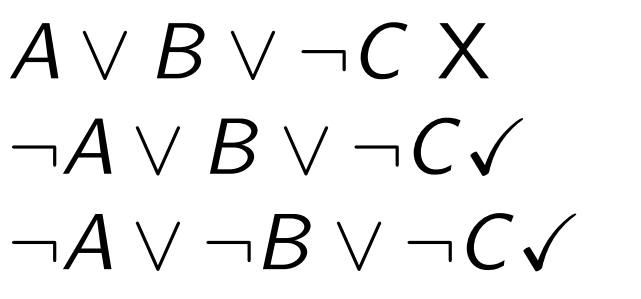 A ∨ B ∨ ¬C X
¬A ∨ B ∨ ¬C ✓
¬A ∨ ¬B ∨ ¬C ✓